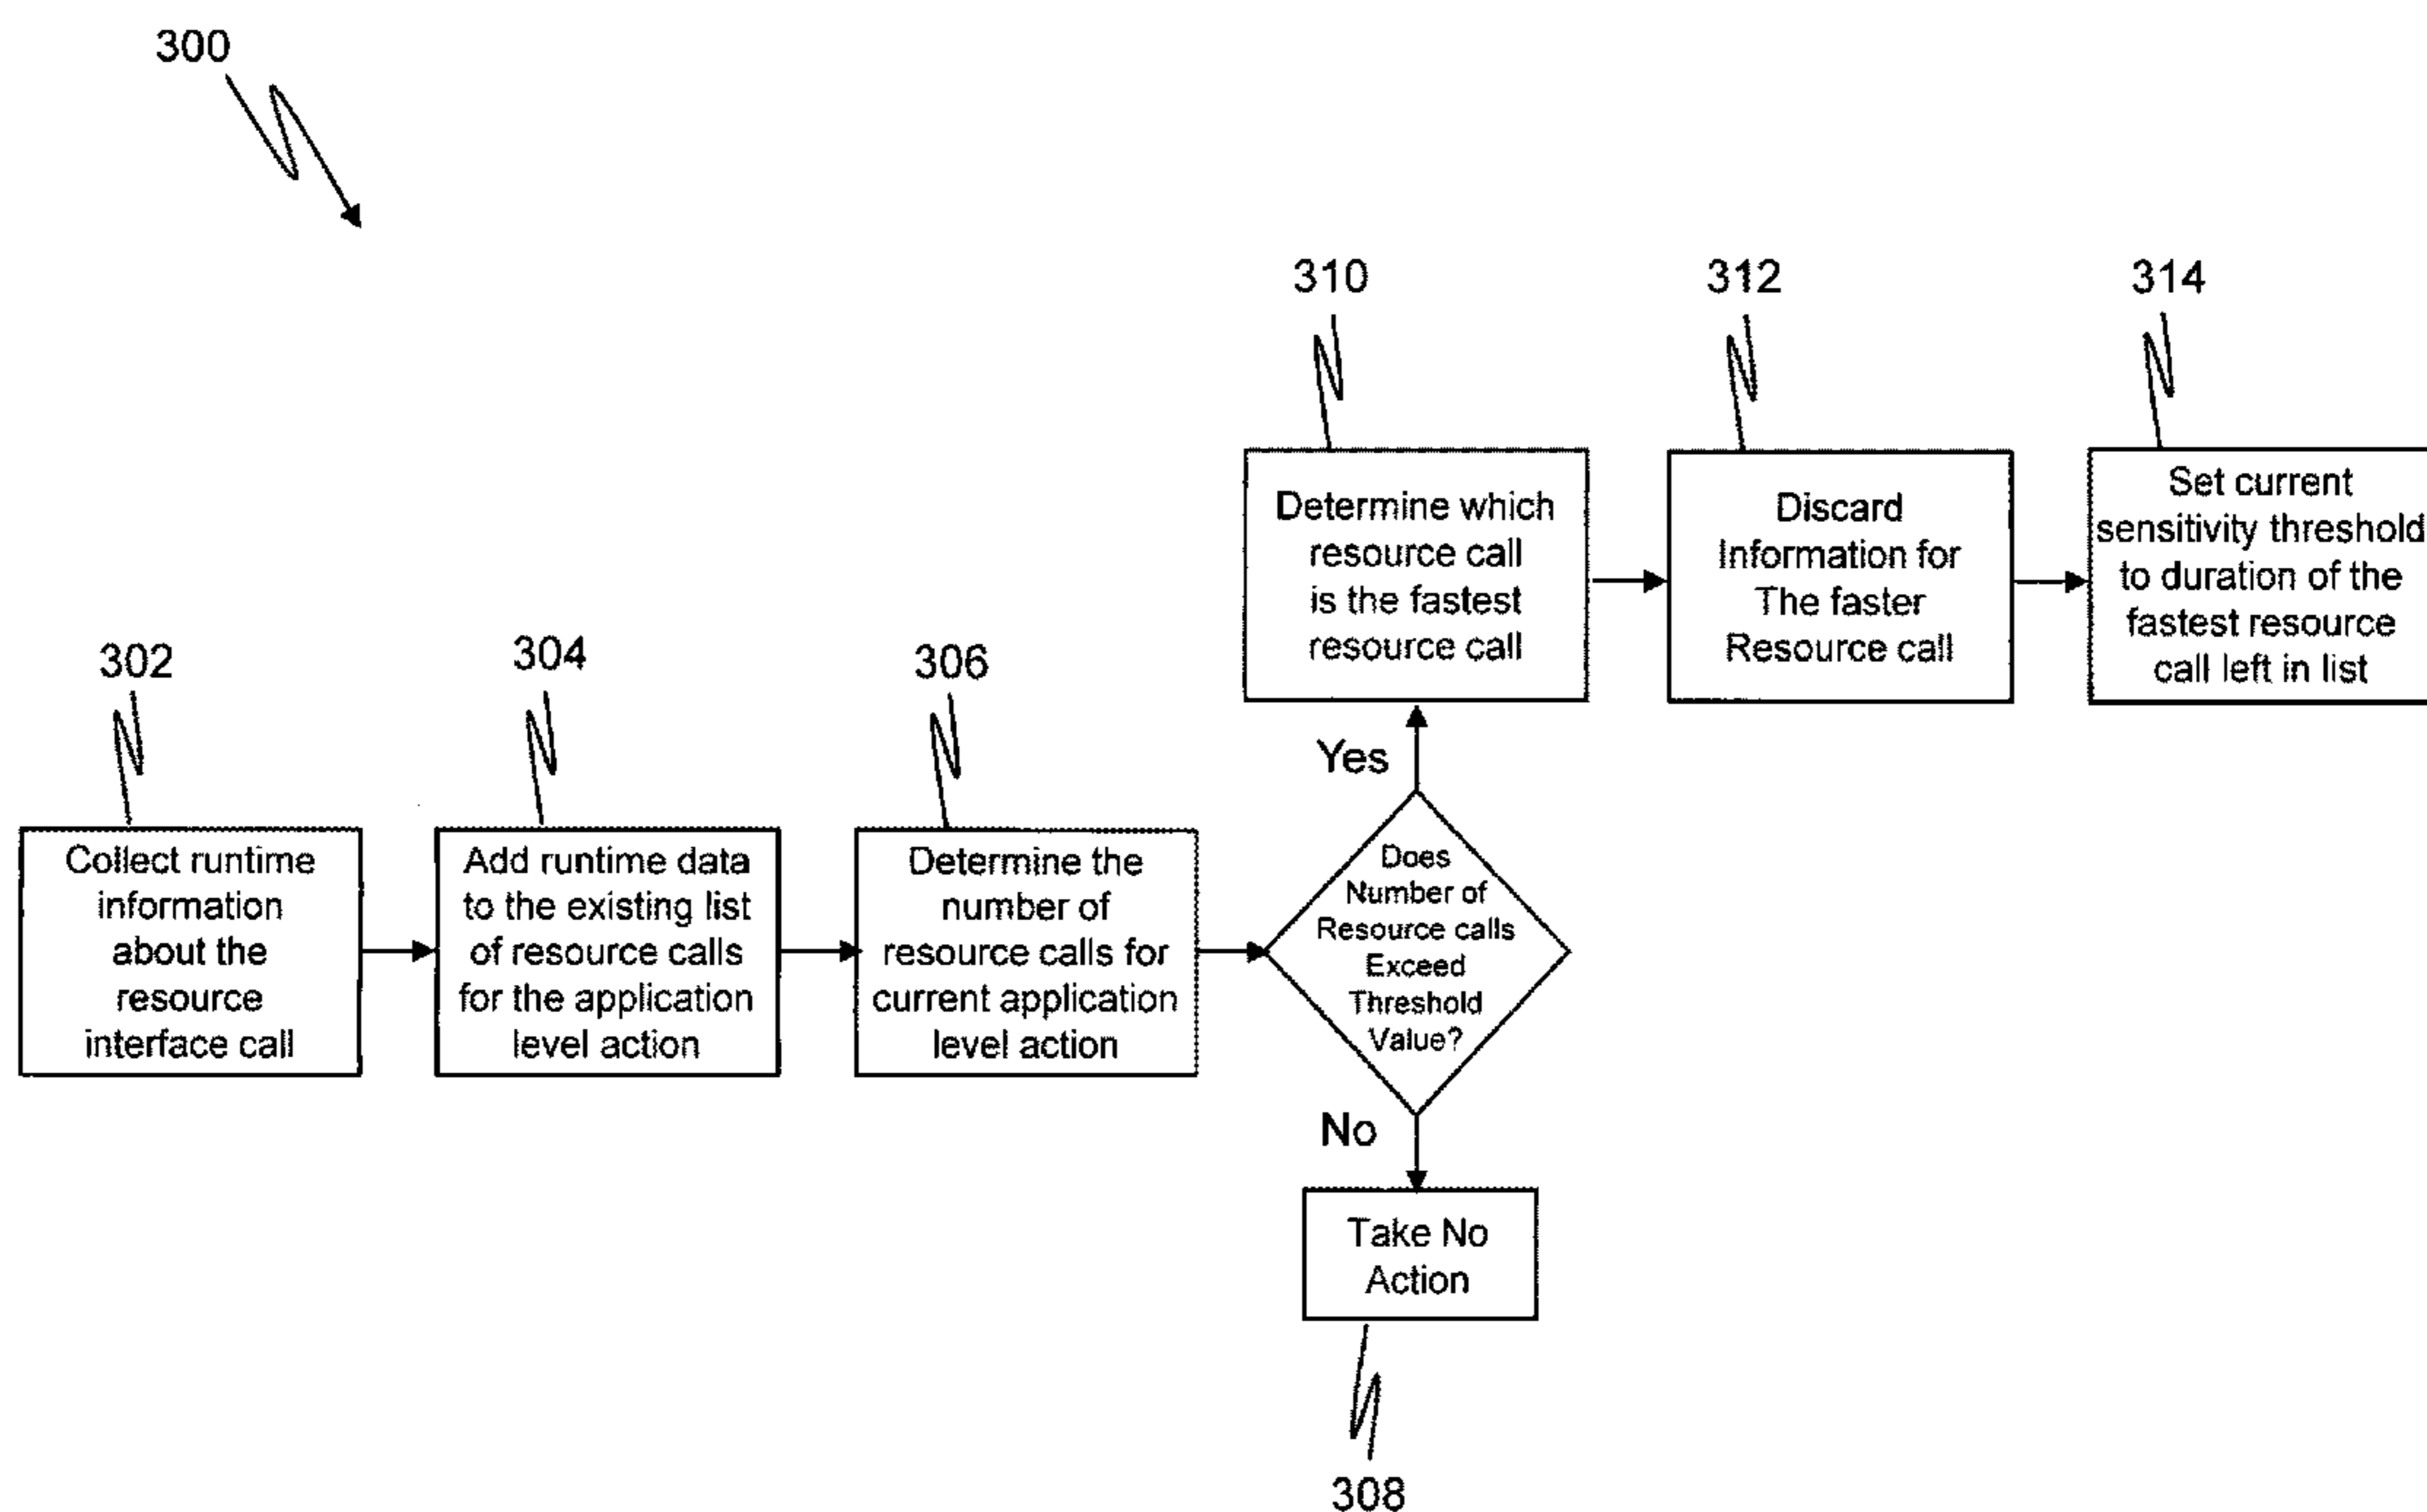 300
310
312
314
Determine which
resource call
is the fastest
resource call
Discard
Information for
The faster
Resource call
Set current
sensitivity threshold
to duration of the
fastest resource
call left in list
302
304
306
Yes
Collect runtime
information
about the
resource
interface call
Add runtime data
to the existing list
of resource calls
for the application
level action
Determine the
number of
resource calls for
current application
level action
Does
Number of
Resource calls
Exceed
Threshold
Value?
No
Take No
Action
308